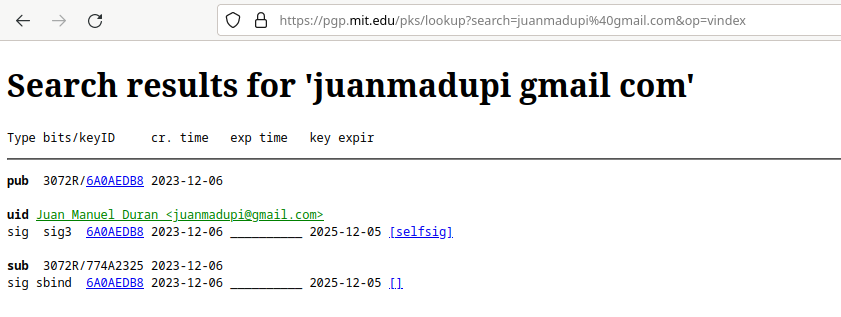 https://pgp.mit.edu/pks/lookup?search=juanmadupi%40gmail.com&op=vindex
Search results for 'juanmadupi gmail com'
Type bits/keyID     cr. time   exp time   key expir
pub  3072R/6A0AEDB8 2023-12-06
uid Juan Manuel Duran <juanmadupi@gmail.com>
sig  sig3  6A0AEDB8 2023-12-06 __________ 2025-12-05 [selfsig]
sub  3072R/774A2325 2023-12-06
sig sbind  6A0AEDB8 2023-12-06 __________ 2025-12-05 []